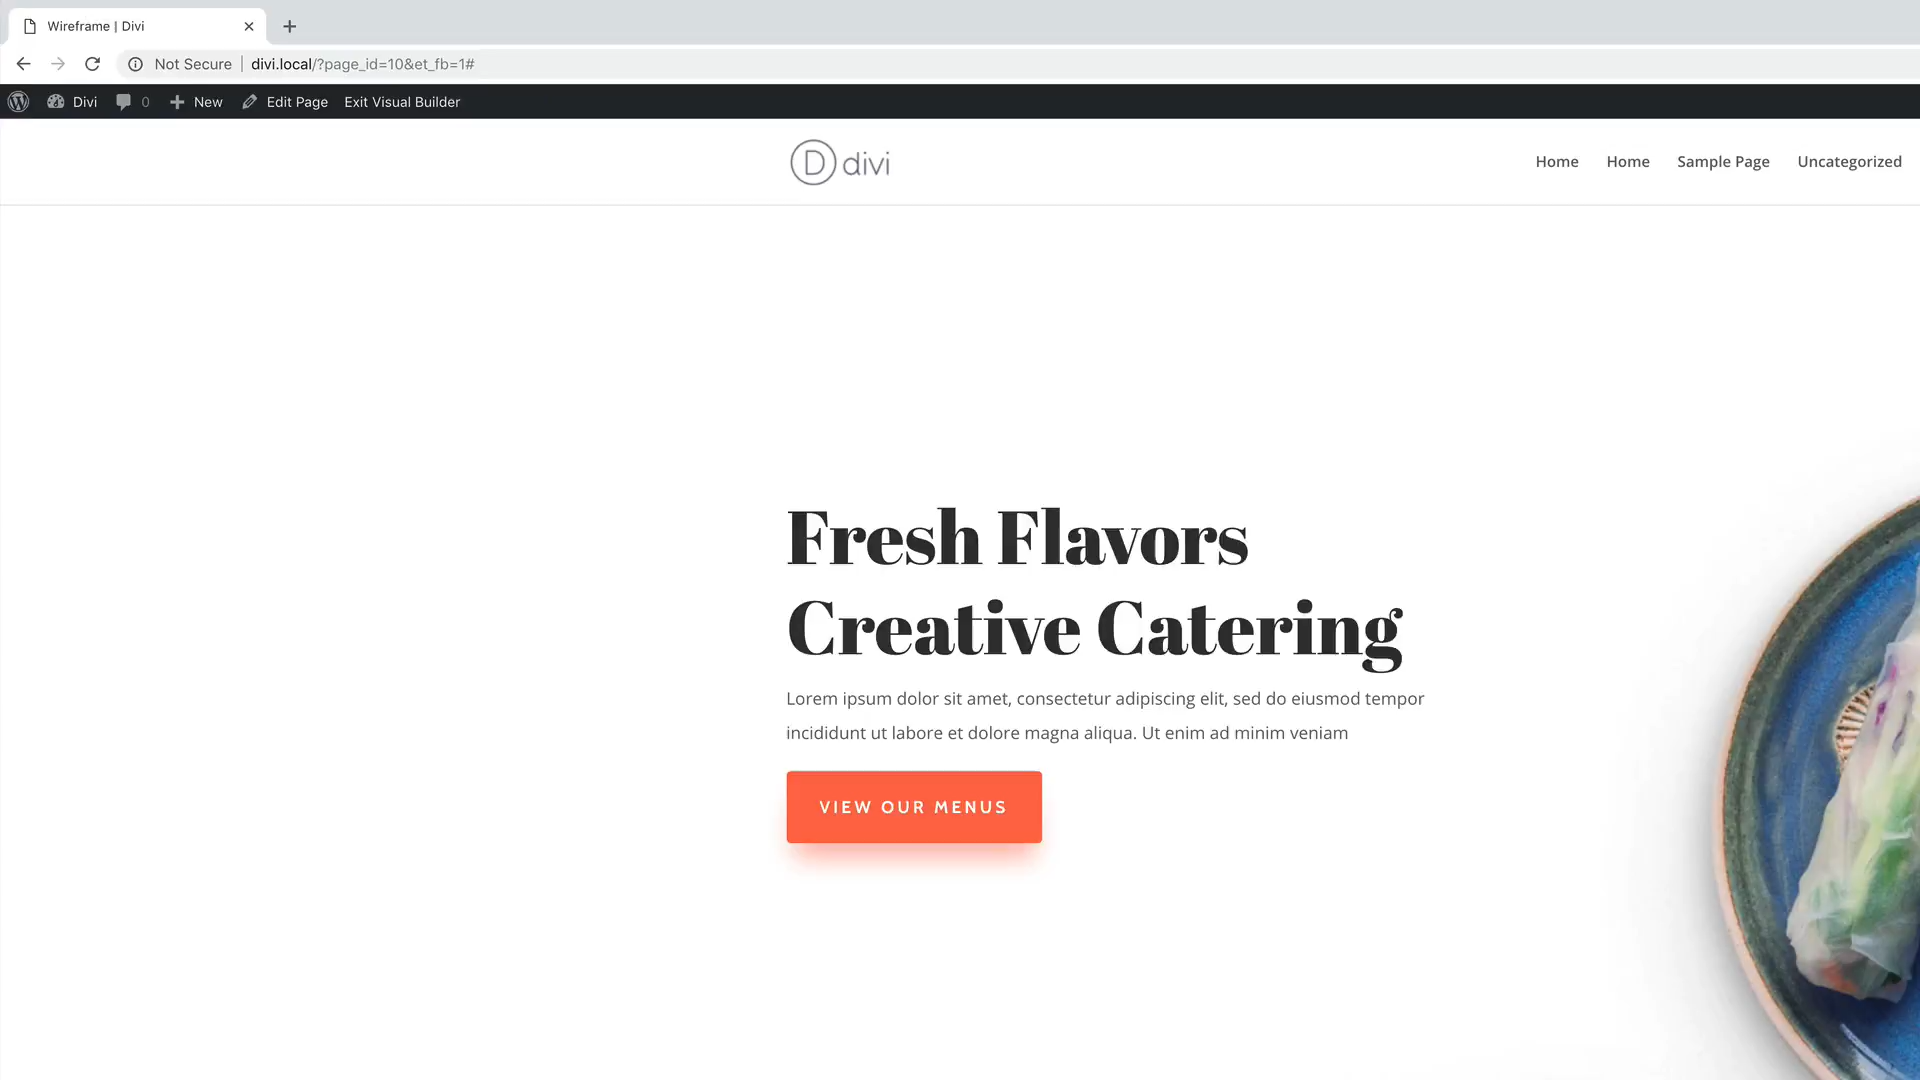 Wireframe | Divi
Not Secure | divi.local/?page_id=10&et_fb=1#
Divi 0 New Edit Page Exit Visual Builder
D divi
Home Home Sample Page Uncategorized
Fresh Flavors
Creative Catering
Lorem ipsum dolor sit amet, consectetur adipiscing elit, sed do eiusmod tempor
incididunt ut labore et dolore magna aliqua. Ut enim ad minim veniam
VIEW OUR MENUS